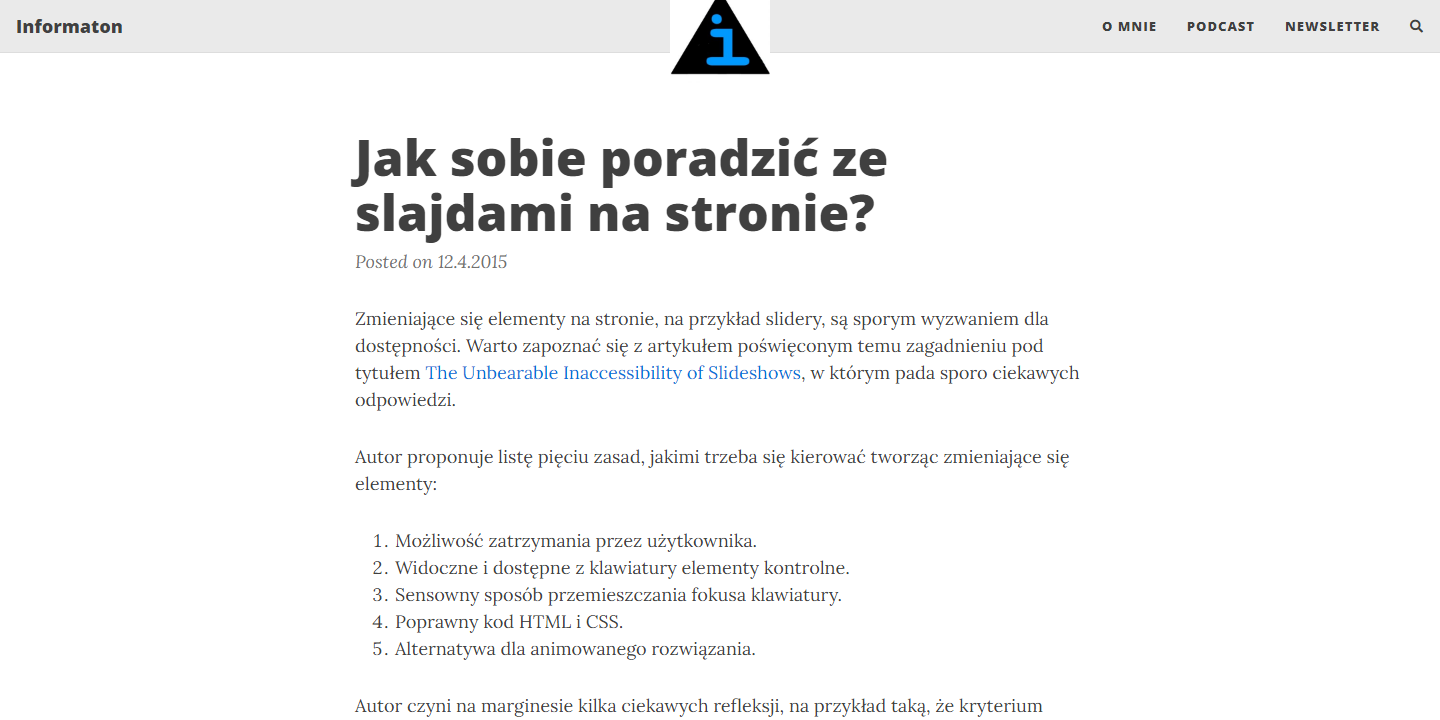 Informaton
O MNIE PODCAST NEWSLETTER
i
Jak sobie poradzić ze
slajdami na stronie?
Posted on 12.4.2015
Zmieniające się elementy na stronie, na przykład slidery, są sporym wyzwaniem dla
dostępności. Warto zapoznać się z artykułem poświęconym temu zagadnieniu pod
tytułem The Unbearable Inaccessibility of Slideshows, w którym pada sporo ciekawych
odpowiedzi.
Autor proponuje listę pięciu zasad, jakimi trzeba się kierować tworząc zmieniające się
elementy:
1. Możliwość zatrzymania przez użytkownika.
2. Widoczne i dostępne z klawiatury elementy kontrolne.
3. Sensowny sposób przemieszczania fokusa klawiatury.
4. Poprawny kod HTML i CSS.
5. Alternatywa dla animowanego rozwiązania.
Autor czyni na marginesie kilka ciekawych refleksji, na przykład taką, że kryterium